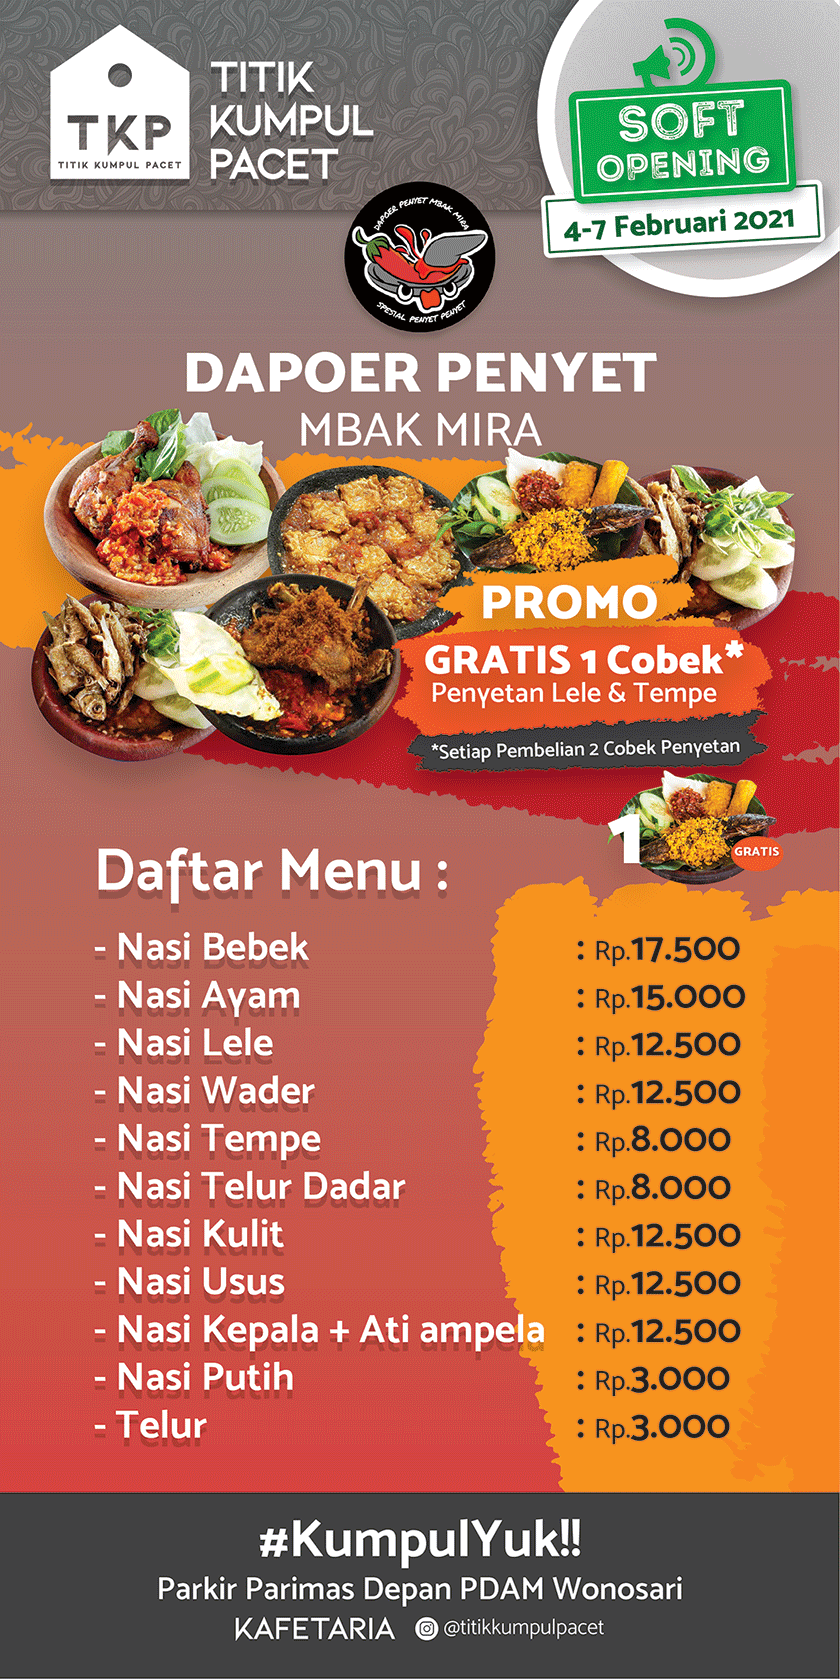 TKP
TITIK KUMPUL PACET
TITIK
KUMPUL
PACET
SOFT
OPENING
4-7 Februari 2021
DAPOER PENYET MBAK MIRA
SPESIAL PENYET PENYET
DAPOER PENYET
MBAK MIRA
PROMO
GRATIS 1 Cobek*
Penyetan Lele & Tempe
*Setiap Pembelian 2 Cobek Penyetan
1
GRATIS
Daftar Menu :
- Nasi Bebek : Rp.17.500
- Nasi Ayam : Rp.15.000
- Nasi Lele : Rp.12.500
- Nasi Wader : Rp.12.500
- Nasi Tempe : Rp.8.000
- Nasi Telur Dadar : Rp.8.000
- Nasi Kulit : Rp.12.500
- Nasi Usus : Rp.12.500
- Nasi Kepala + Ati ampela : Rp.12.500
- Nasi Putih : Rp.3.000
- Telur : Rp.3.000
#KumpulYuk!!
Parkir Parimas Depan PDAM Wonosari
KAFETARIA @titikkumpulpacet